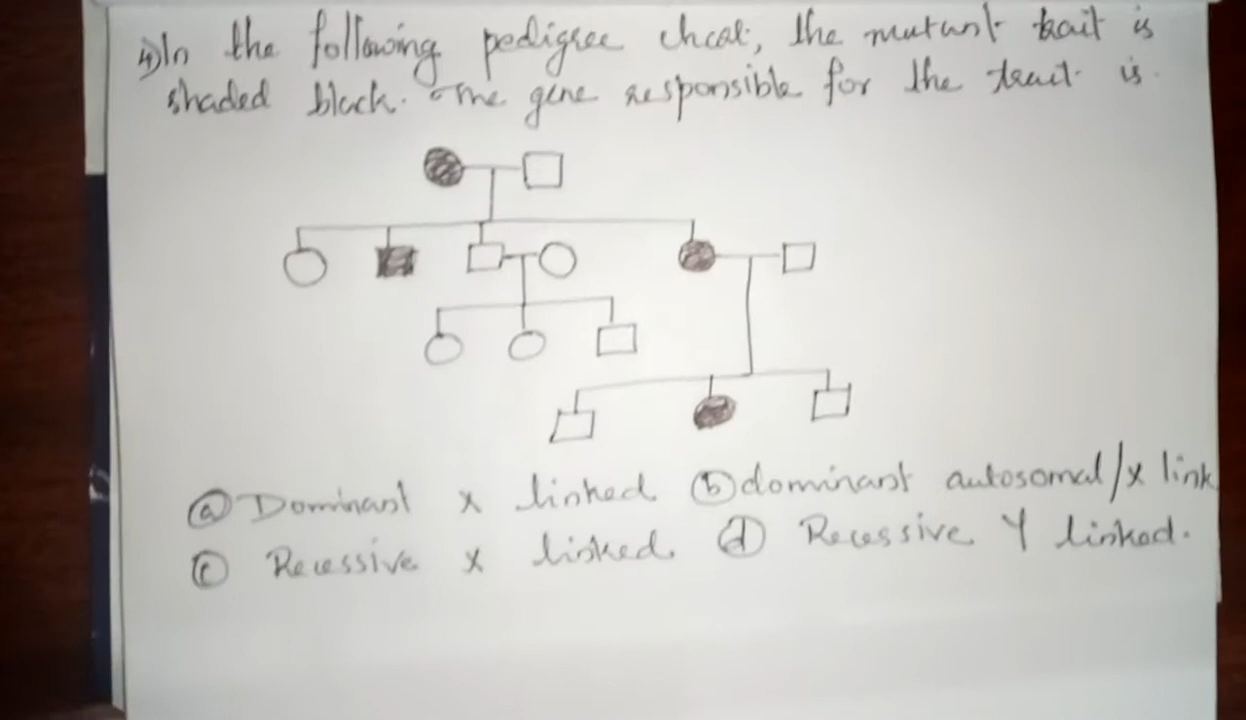 4) In the following pedigree chcat, the mutant trait is
shaded black. The gene responsible for the trait is.
ⓐ Dominant x linked ⓑ dominant autosomal/x link
ⓒ Recessive x linked. ⓓ Recessive Y linked.